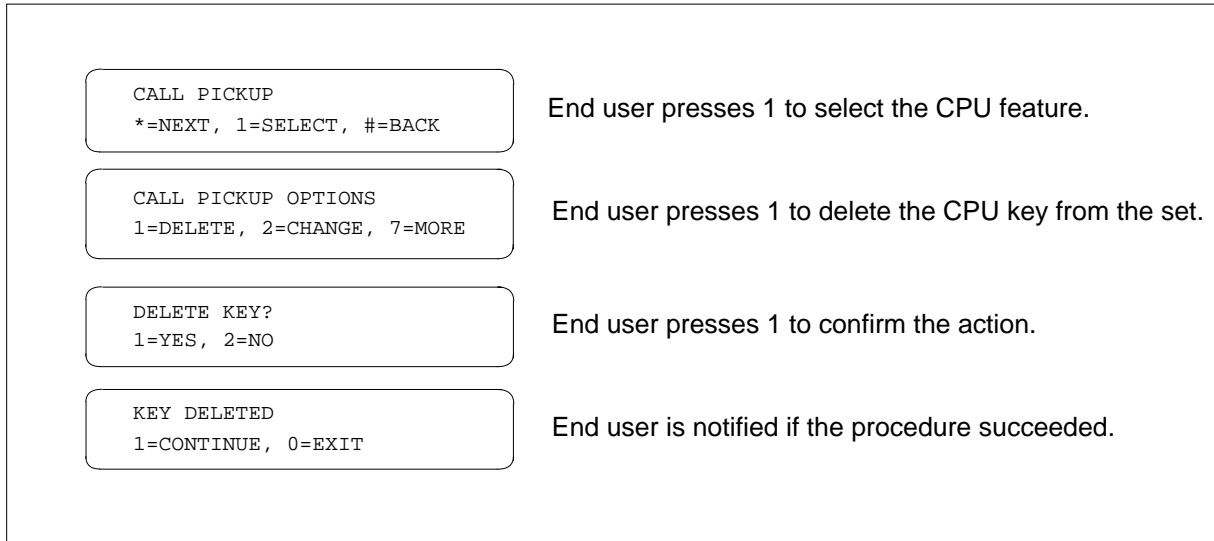 CALL PICKUP
*=NEXT, 1=SELECT, #=BACK
End user presses 1 to select the CPU feature.
CALL PICKUP OPTIONS
1=DELETE, 2=CHANGE, 7=MORE
End user presses 1 to delete the CPU key from the set.
DELETE KEY?
1=YES, 2=NO
End user presses 1 to confirm the action.
KEY DELETED
1=CONTINUE, 0=EXIT
End user is notified if the procedure succeeded.